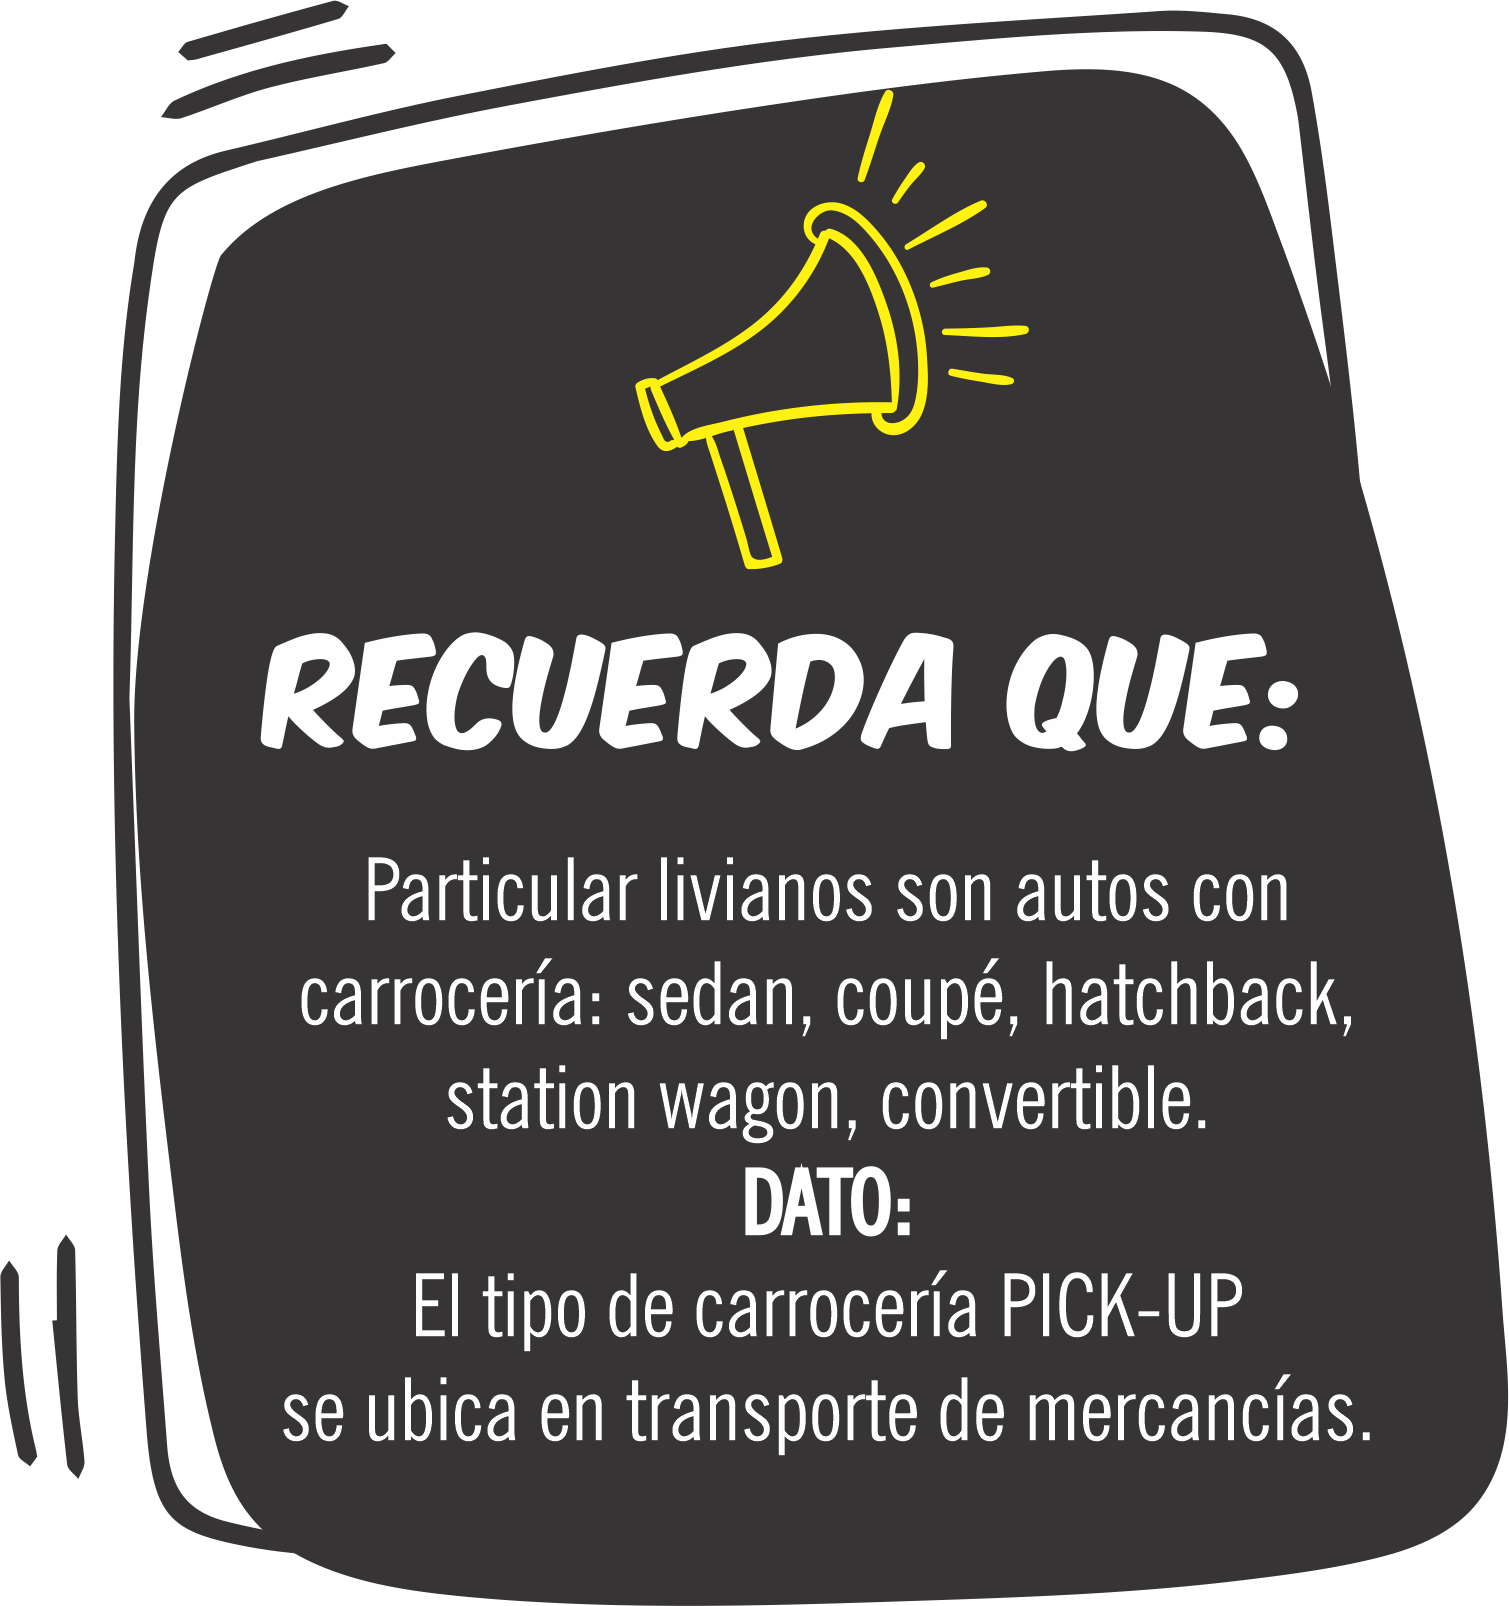 RECUERDA QUE:
Particular livianos son autos con
carrocería: sedan, coupé, hatchback,
station wagon, convertible.
DATO:
El tipo de carrocería PICK-UP
se ubica en transporte de mercancías.